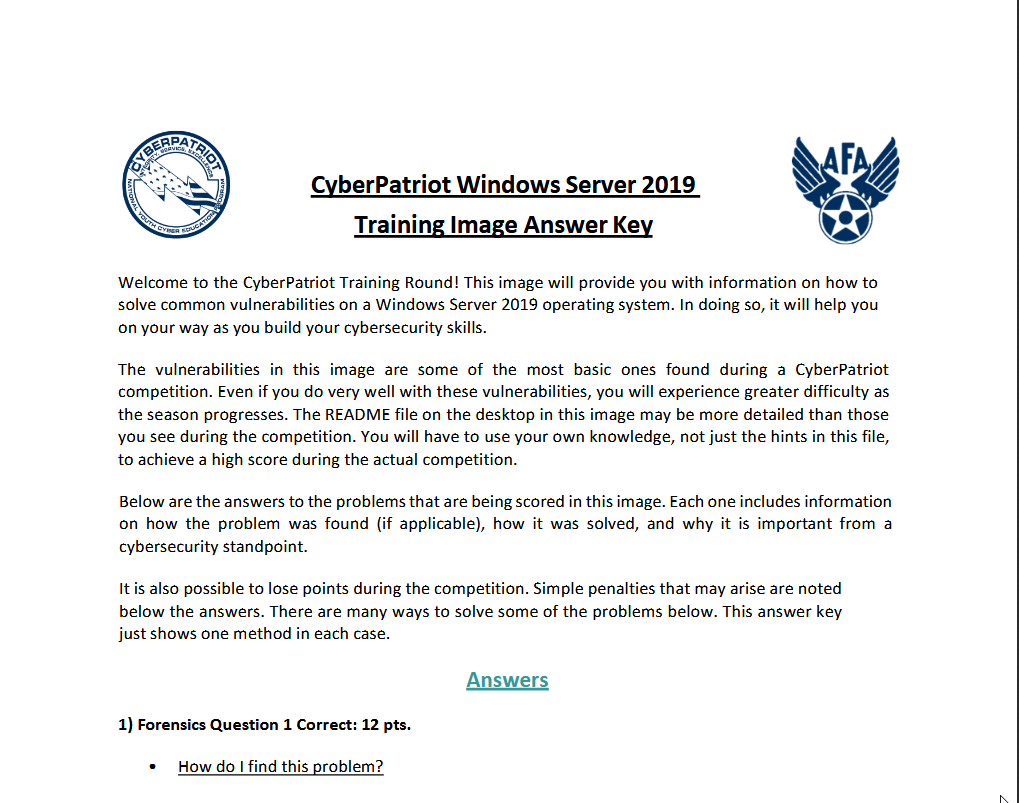 CYBERPATRIOT
NATIONAL YOUTH CYBER EDUCATION PROGRAM
AFA
CyberPatriot Windows Server 2019
Training Image Answer Key
Welcome to the CyberPatriot Training Round! This image will provide you with information on how to
solve common vulnerabilities on a Windows Server 2019 operating system. In doing so, it will help you
on your way as you build your cybersecurity skills.
The vulnerabilities in this image are some of the most basic ones found during a CyberPatriot
competition. Even if you do very well with these vulnerabilities, you will experience greater difficulty as
the season progresses. The README file on the desktop in this image may be more detailed than those
you see during the competition. You will have to use your own knowledge, not just the hints in this file,
to achieve a high score during the actual competition.
Below are the answers to the problems that are being scored in this image. Each one includes information
on how the problem was found (if applicable), how it was solved, and why it is important from a
cybersecurity standpoint.
It is also possible to lose points during the competition. Simple penalties that may arise are noted
below the answers. There are many ways to solve some of the problems below. This answer key
just shows one method in each case.
Answers
1) Forensics Question 1 Correct: 12 pts.
• How do I find this problem?